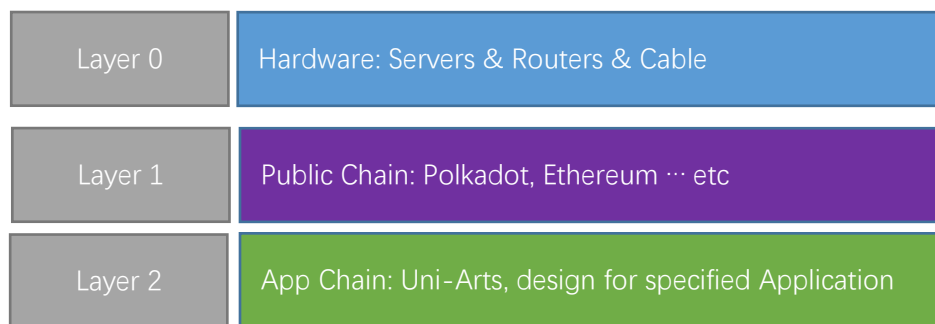 Layer 0
Hardware: Servers & Routers & Cable
Layer 1
Public Chain: Polkadot, Ethereum ··· etc
Layer 2
App Chain: Uni-Arts, design for specified Application